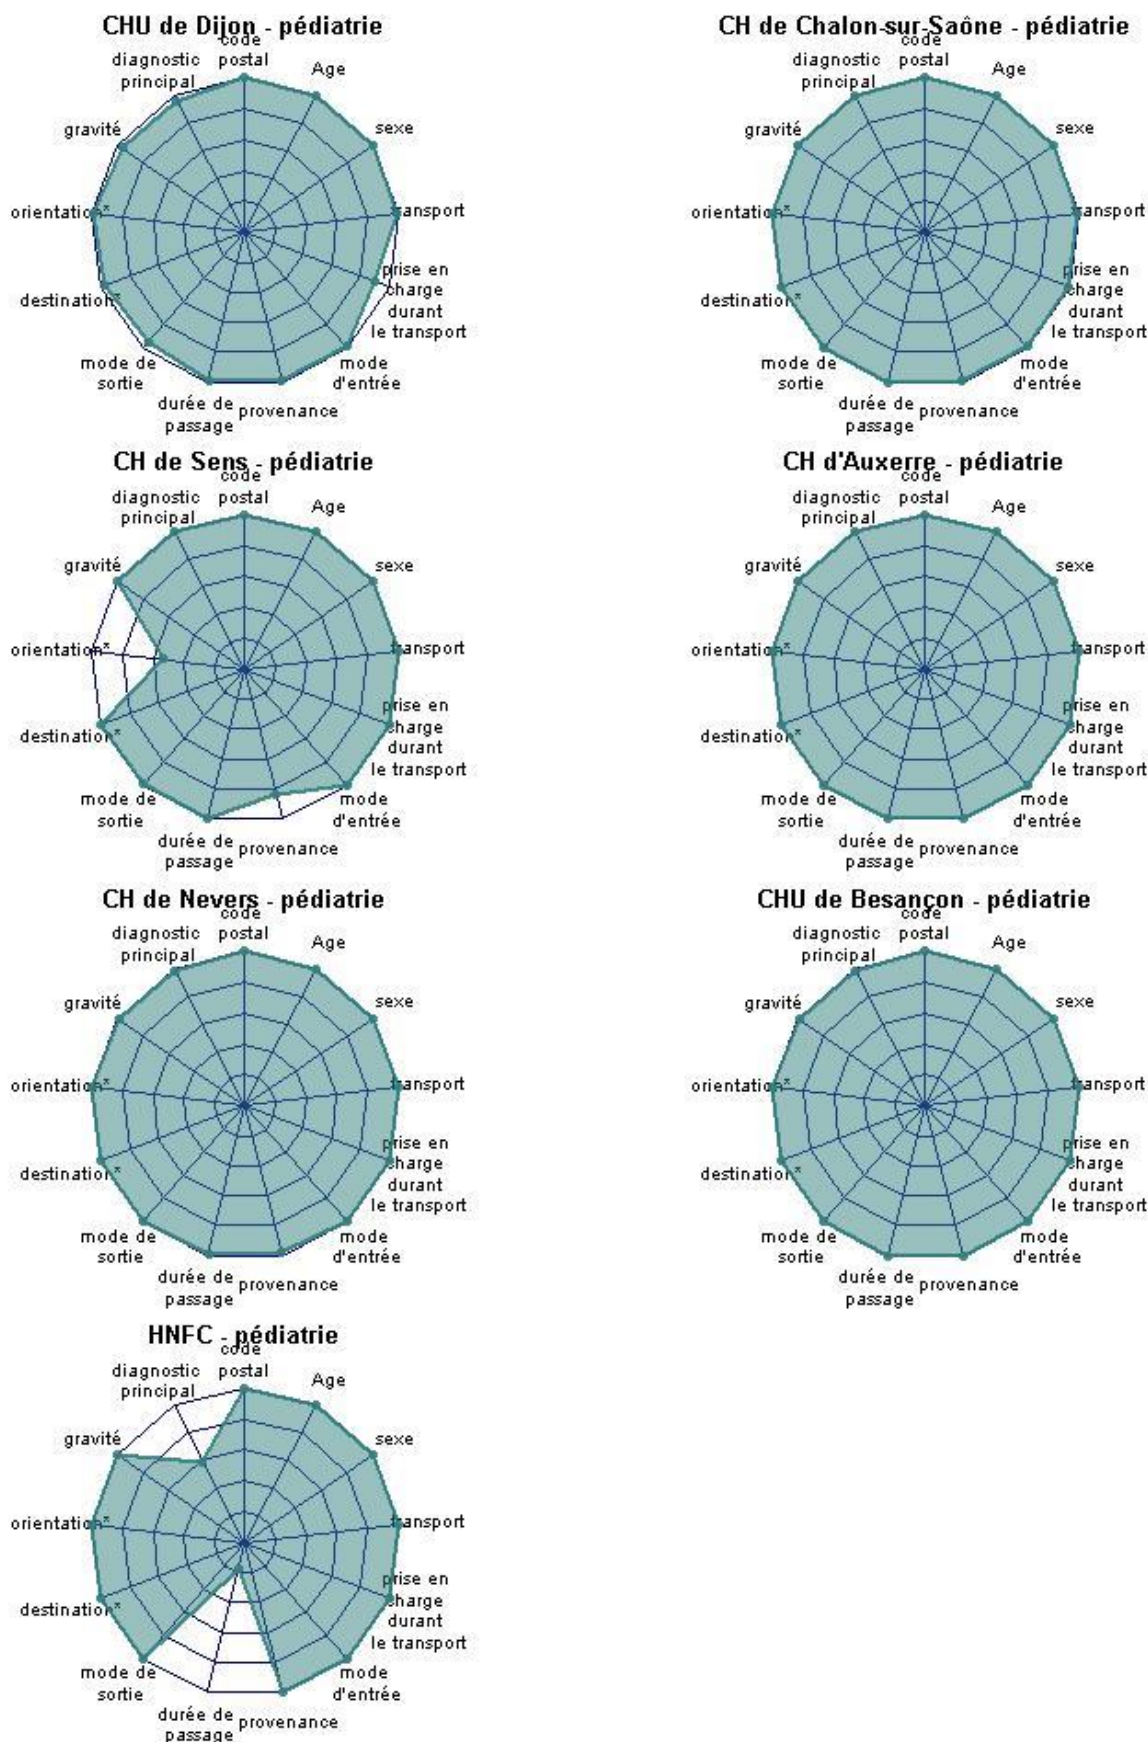 CHU de Dijon - pédiatrie
code
postal
Age
sexe
transport
prise en
charge
durant
le transport
mode
d'entrée
provenance
durée de
passage
mode de
sortie
destination*
orientation*
gravité
diagnostic
principal
CH de Chalon-sur-Saône - pédiatrie
code
postal
Age
sexe
transport
prise en
charge
durant
le transport
mode
d'entrée
provenance
durée de
passage
mode de
sortie
destination*
orientation*
gravité
diagnostic
principal
CH de Sens - pédiatrie
code
postal
Age
sexe
transport
prise en
charge
durant
le transport
mode
d'entrée
provenance
durée de
passage
mode de
sortie
destination*
orientation*
gravité
diagnostic
principal
CH d'Auxerre - pédiatrie
code
postal
Age
sexe
transport
prise en
charge
durant
le transport
mode
d'entrée
provenance
durée de
passage
mode de
sortie
destination*
orientation*
gravité
diagnostic
principal
CH de Nevers - pédiatrie
code
postal
Age
sexe
transport
prise en
charge
durant
le transport
mode
d'entrée
provenance
durée de
passage
mode de
sortie
destination*
orientation*
gravité
diagnostic
principal
CHU de Besançon - pédiatrie
code
postal
Age
sexe
transport
prise en
charge
durant
le transport
mode
d'entrée
provenance
durée de
passage
mode de
sortie
destination*
orientation*
gravité
diagnostic
principal
HNFC - pédiatrie
code
postal
Age
sexe
transport
prise en
charge
durant
le transport
mode
d'entrée
provenance
durée de
passage
mode de
sortie
destination*
orientation*
gravité
diagnostic
principal